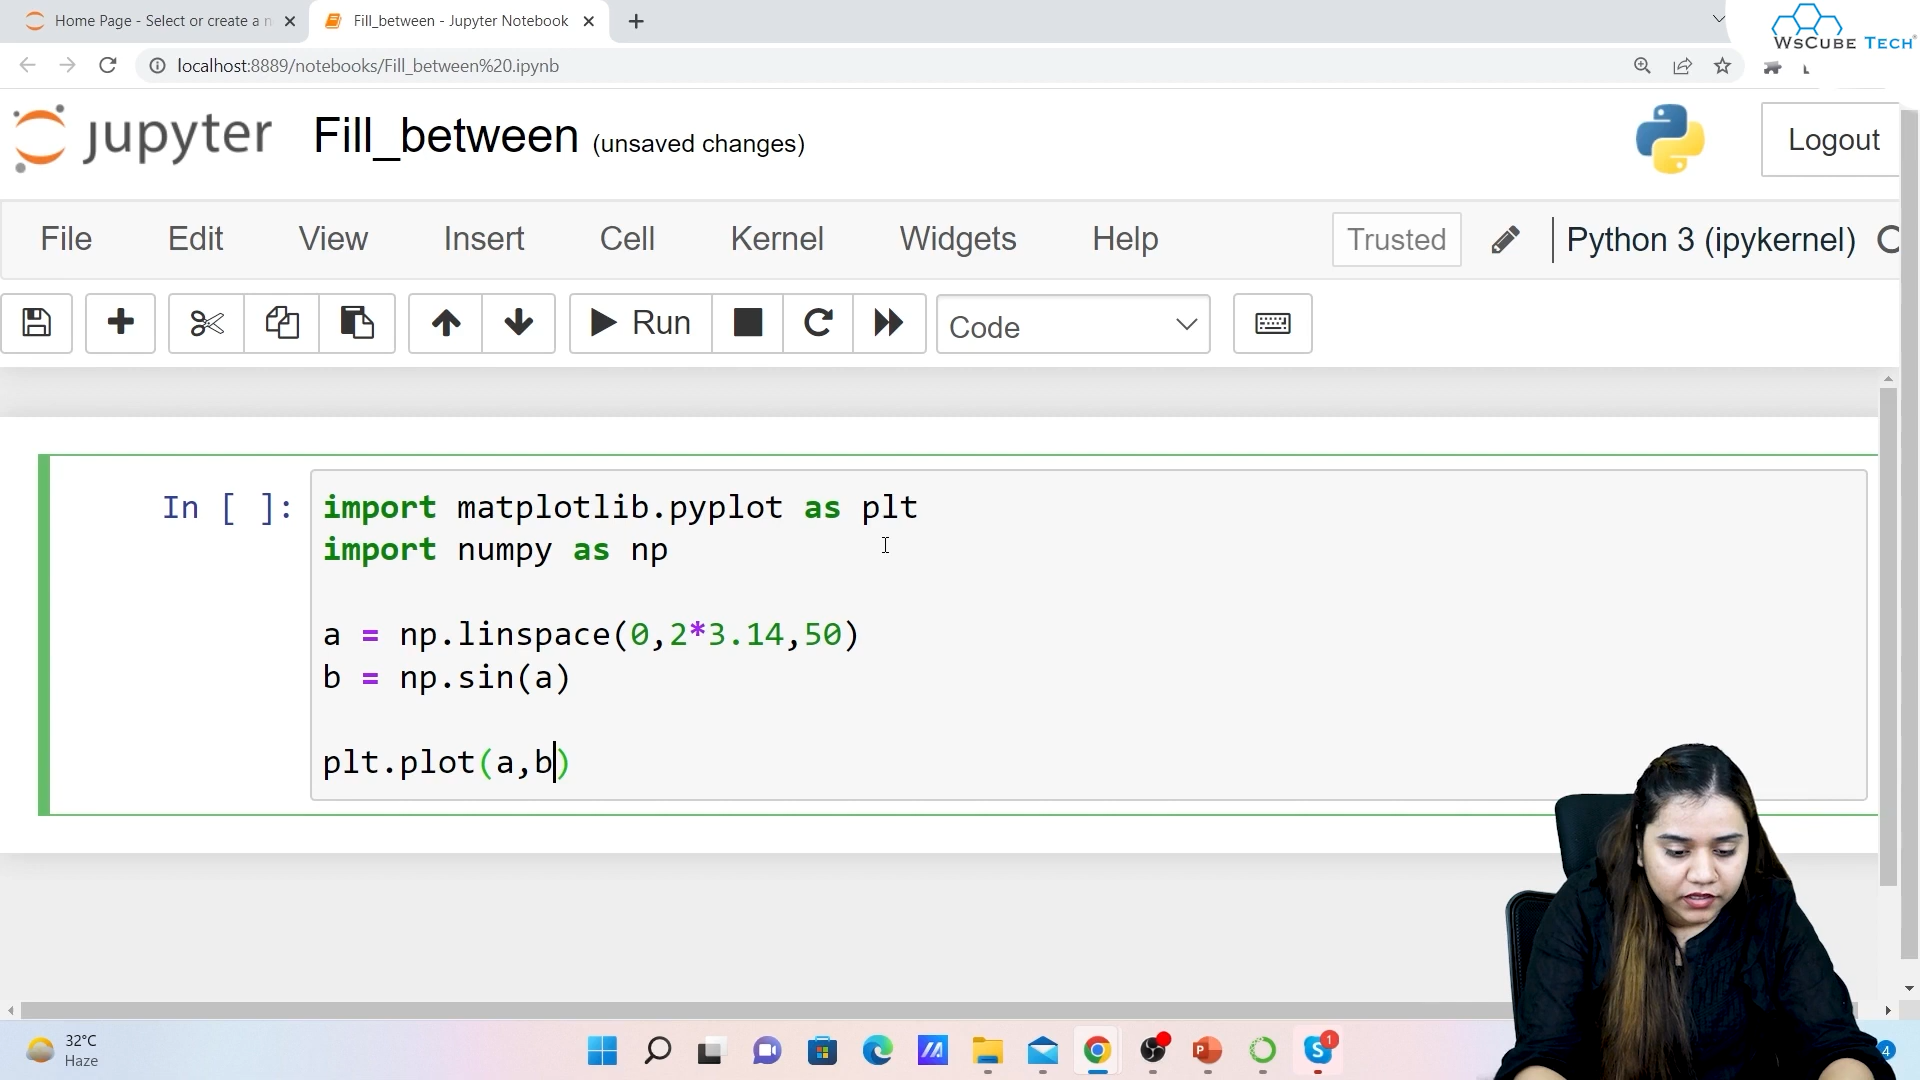 Home Page - Select or create a n
Fill_between - Jupyter Notebook
WsCube Tech
localhost:8889/notebooks/Fill_between%20.ipynb
jupyter Fill_between (unsaved changes)
Logout
File Edit View Insert Cell Kernel Widgets Help
Trusted
Python 3 (ipykernel)
Run
Code
In [ ]:
import matplotlib.pyplot as plt
import numpy as np
a = np.linspace(0,2*3.14,50)
b = np.sin(a)
plt.plot(a,b)
32°C
Haze
1
4